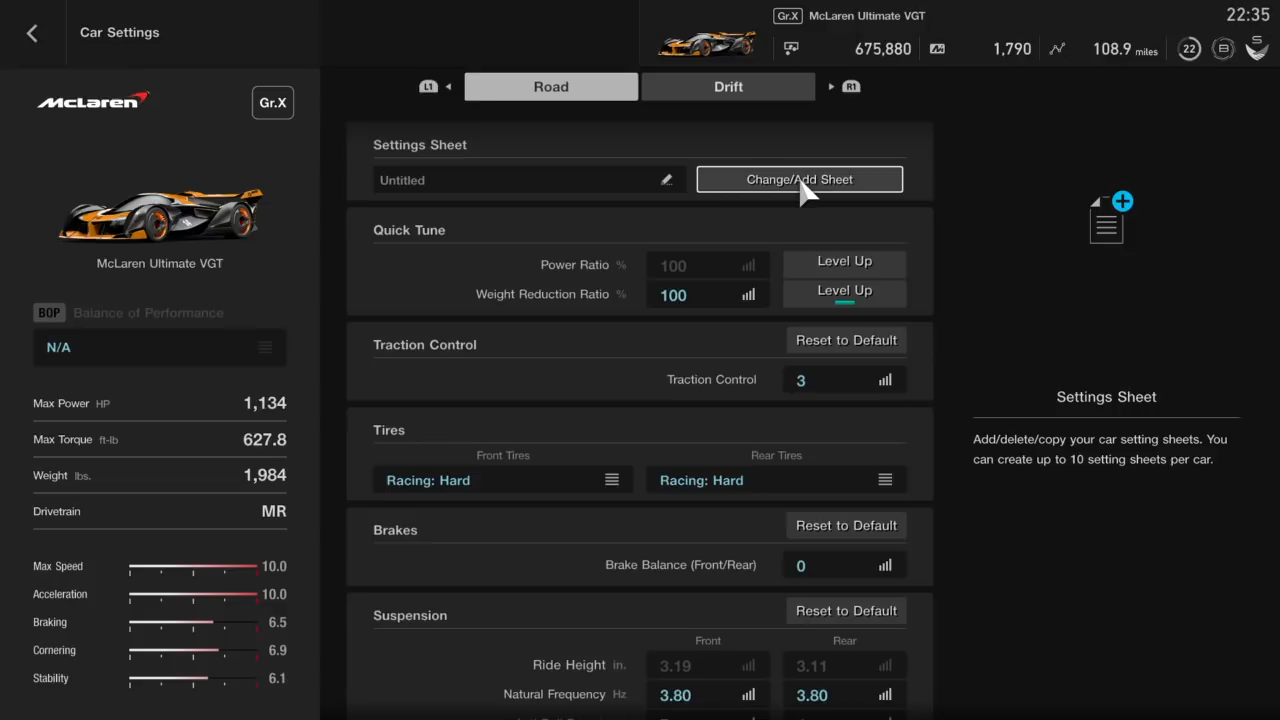 Car Settings
Gr.X McLaren Ultimate VGT
22:35
675,880
1,790
108.9 miles
22
B
S
McLaren
Gr.X
McLaren Ultimate VGT
BOP Balance of Performance
N/A
Max Power HP 1,134
Max Torque ft-lb 627.8
Weight lbs. 1,984
Drivetrain MR
Max Speed 10.0
Acceleration 10.0
Braking 6.5
Cornering 6.9
Stability 6.1
L1 Road Drift R1
Settings Sheet
Untitled Change/Add Sheet
Quick Tune
Power Ratio % 100 Level Up
Weight Reduction Ratio % 100 Level Up
Traction Control Reset to Default
Traction Control 3
Tires
Front Tires Rear Tires
Racing: Hard Racing: Hard
Brakes Reset to Default
Brake Balance (Front/Rear) 0
Suspension Reset to Default
Front Rear
Ride Height in. 3.19 3.11
Natural Frequency Hz 3.80 3.80
Settings Sheet
Add/delete/copy your car setting sheets. You
can create up to 10 setting sheets per car.